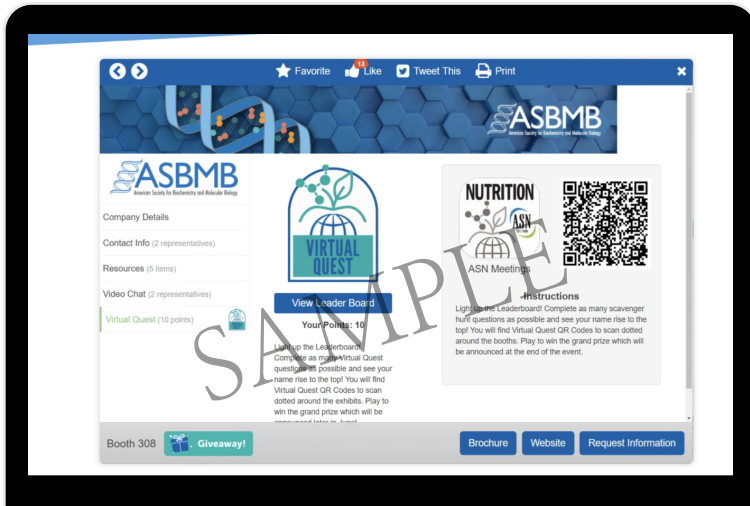 Favorite
13
Like
Tweet This
Print
ASBMB
American Society for Biochemistry and Molecular Biology
ASBMB
American Society for Biochemistry and Molecular Biology
Company Details
Contact Info (2 representatives)
Resources (5 items)
Video Chat (2 representatives)
Virtual Quest (10 points)
VIRTUAL
QUEST
View Leader Board
Your Points: 10
Light up the Leaderboard!
Complete as many Virtual Quest
questions as possible and see your
name rise to the top! You will find
Virtual Quest QR Codes to scan
dotted around the exhibits. Play to
win the grand prize which will be
announced later in June!
NUTRITION
ASN
ASN Meetings
Instructions
Light up the Leaderboard! Complete as many scavenger
hunt questions as possible and see your name rise to the
top! You will find Virtual Quest QR Codes to scan dotted
around the booths. Play to win the grand prize which will
be announced at the end of the event.
SAMPLE
Booth 308
Giveaway!
Brochure
Website
Request Information